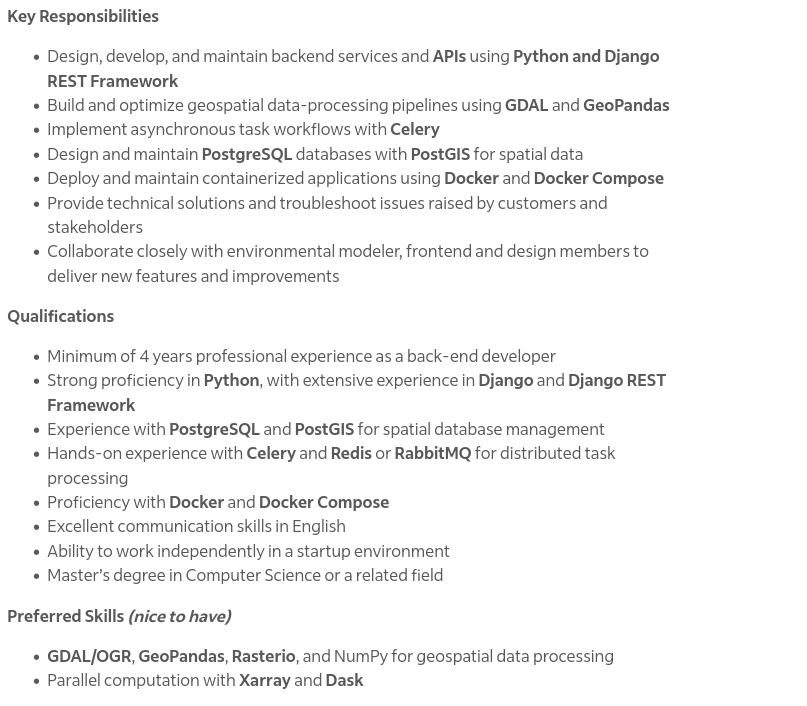 Key Responsibilities
• Design, develop, and maintain backend services and APIs using Python and Django
REST Framework
• Build and optimize geospatial data-processing pipelines using GDAL and GeoPandas
• Implement asynchronous task workflows with Celery
• Design and maintain PostgreSQL databases with PostGIS for spatial data
• Deploy and maintain containerized applications using Docker and Docker Compose
• Provide technical solutions and troubleshoot issues raised by customers and
stakeholders
• Collaborate closely with environmental modeler, frontend and design members to
deliver new features and improvements
Qualifications
• Minimum of 4 years professional experience as a back-end developer
• Strong proficiency in Python, with extensive experience in Django and Django REST
Framework
• Experience with PostgreSQL and PostGIS for spatial database management
• Hands-on experience with Celery and Redis or RabbitMQ for distributed task
processing
• Proficiency with Docker and Docker Compose
• Excellent communication skills in English
• Ability to work independently in a startup environment
• Master’s degree in Computer Science or a related field
Preferred Skills (nice to have)
• GDAL/OGR, GeoPandas, Rasterio, and NumPy for geospatial data processing
• Parallel computation with Xarray and Dask